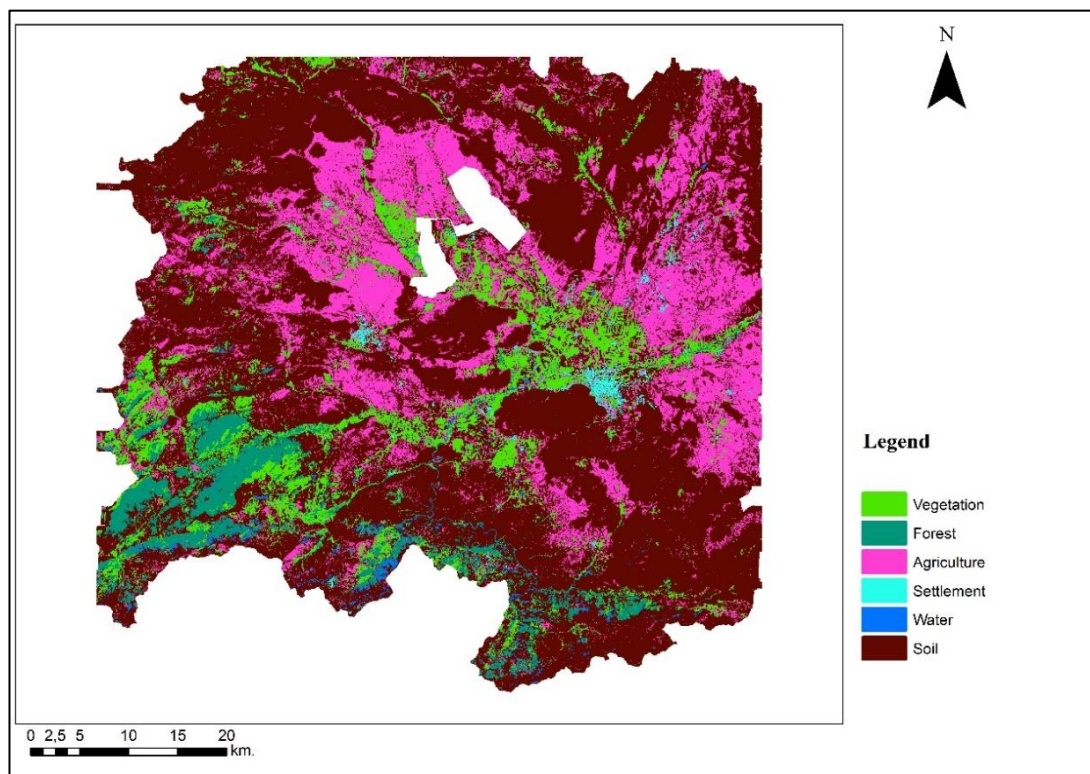 N
Legend
Vegetation
Forest
Agriculture
Settlement
Water
Soil
0 2,5 5 10 15 20
km.